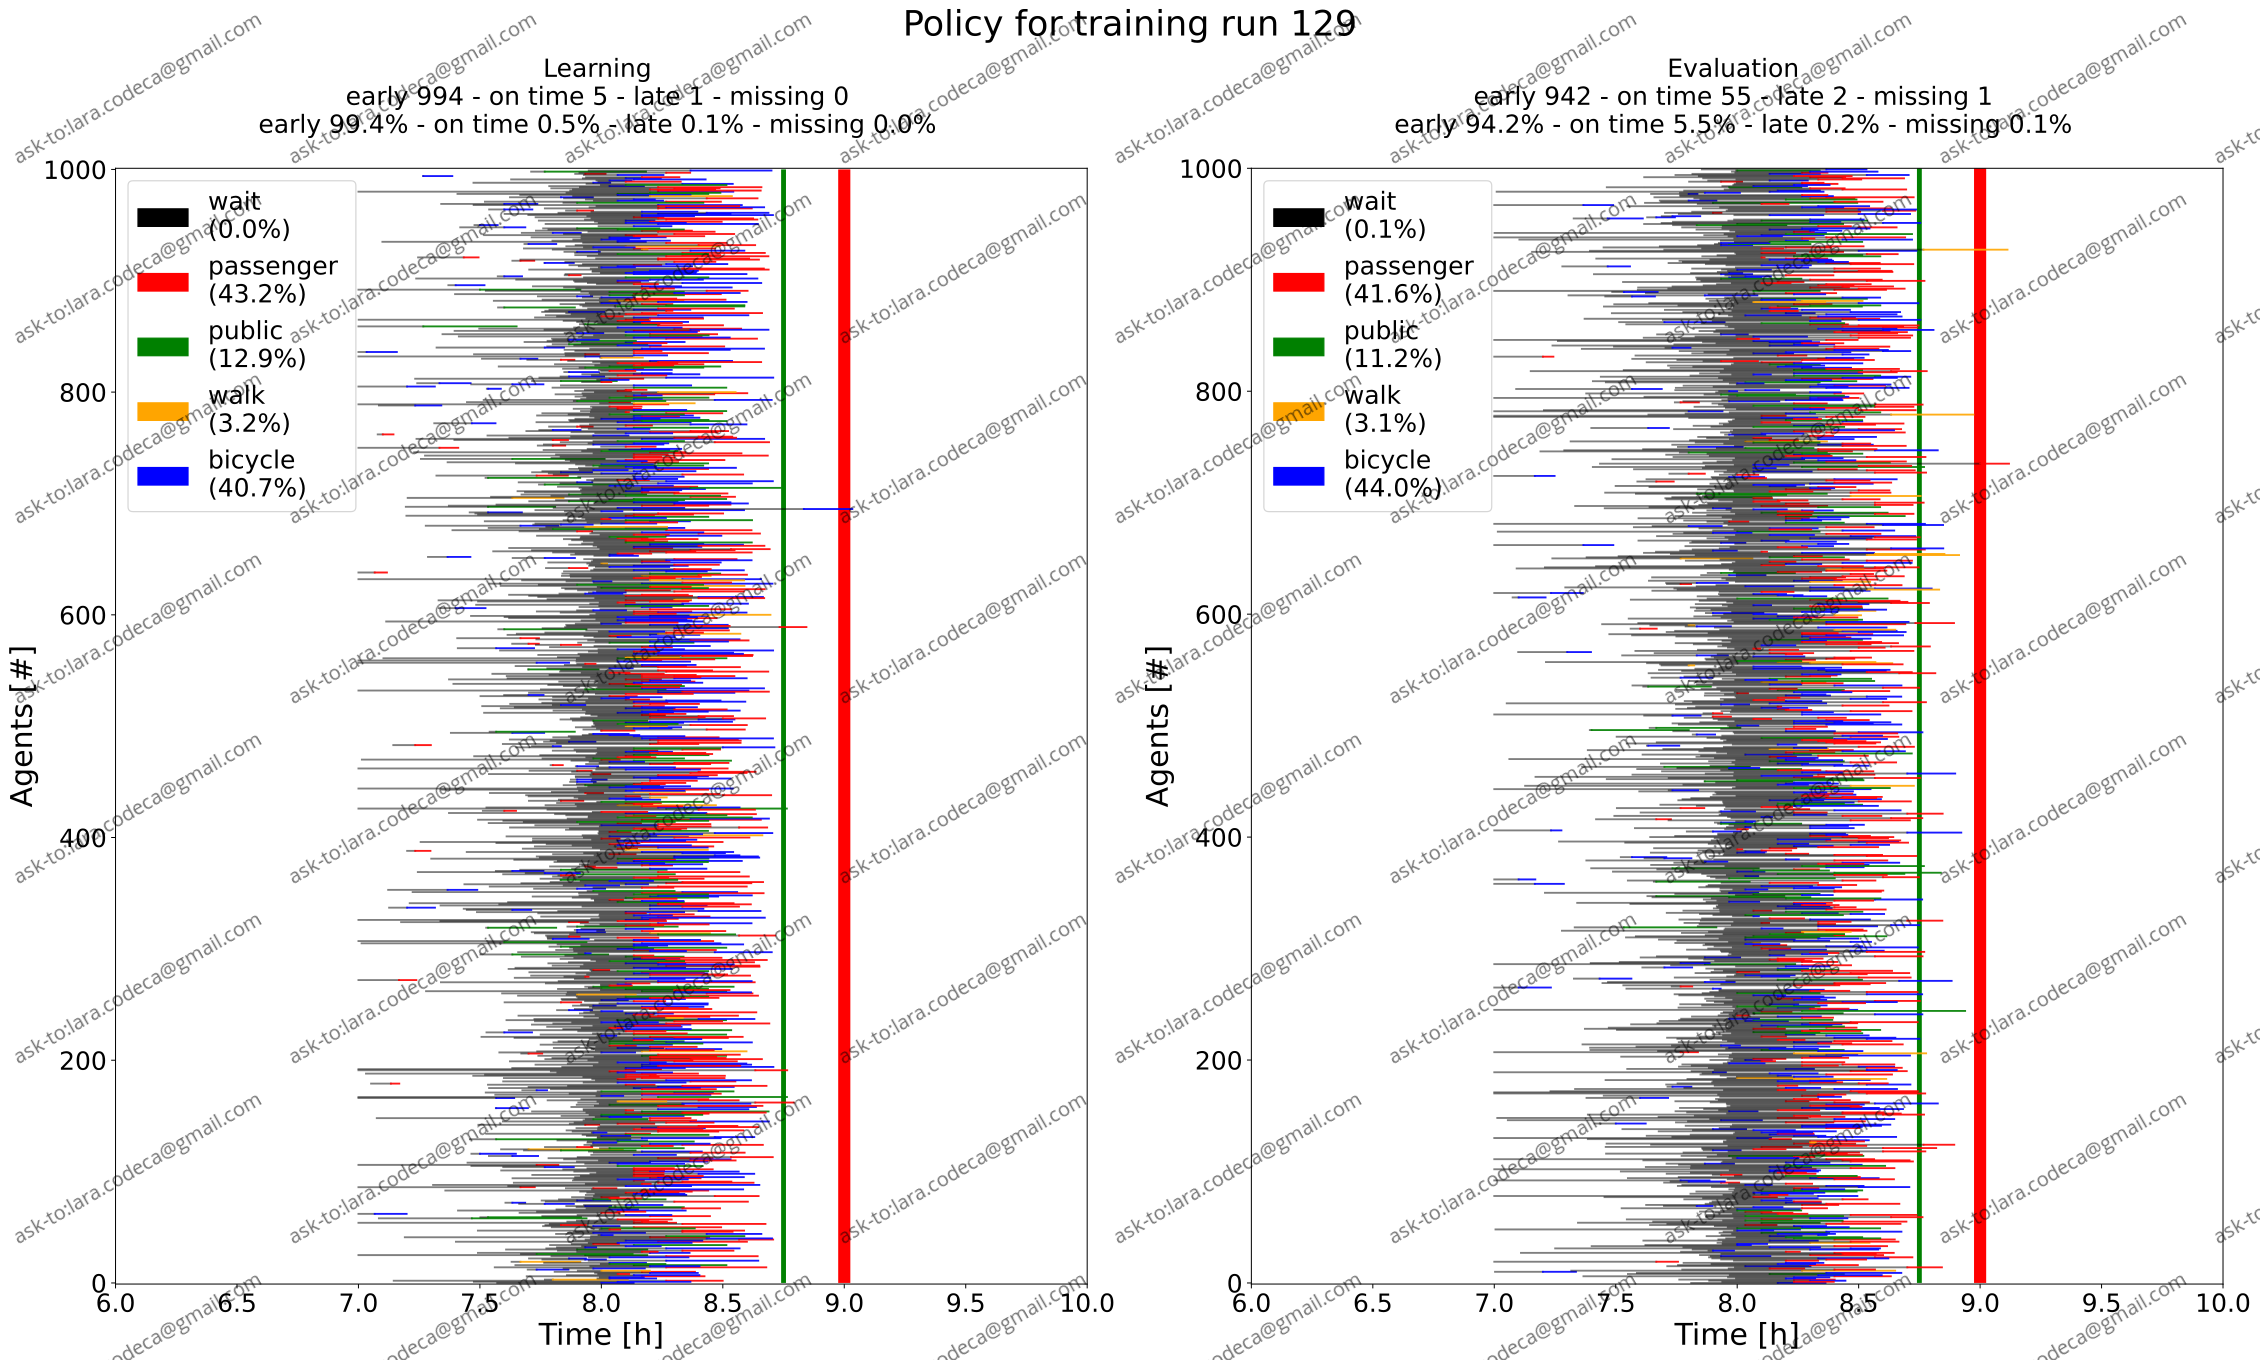 Policy for training run 129
Learning
early 994 - on time 5 - late 1 - missing 0
early 99.4% - on time 0.5% - late 0.1% - missing 0.0%
Agents [#]
1000
800
600
400
200
0
wait
(0.0%)
passenger
(43.2%)
public
(12.9%)
walk
(3.2%)
bicycle
(40.7%)
6.0 6.5 7.0 7.5 8.0 8.5 9.0 9.5 10.0
Time [h]
Evaluation
early 942 - on time 55 - late 2 - missing 1
early 94.2% - on time 5.5% - late 0.2% - missing 0.1%
Agents [#]
1000
800
600
400
200
0
wait
(0.1%)
passenger
(41.6%)
public
(11.2%)
walk
(3.1%)
bicycle
(44.0%)
6.0 6.5 7.0 7.5 8.0 8.5 9.0 9.5 10.0
Time [h]
ask-to:lara.codeca@gmail.com